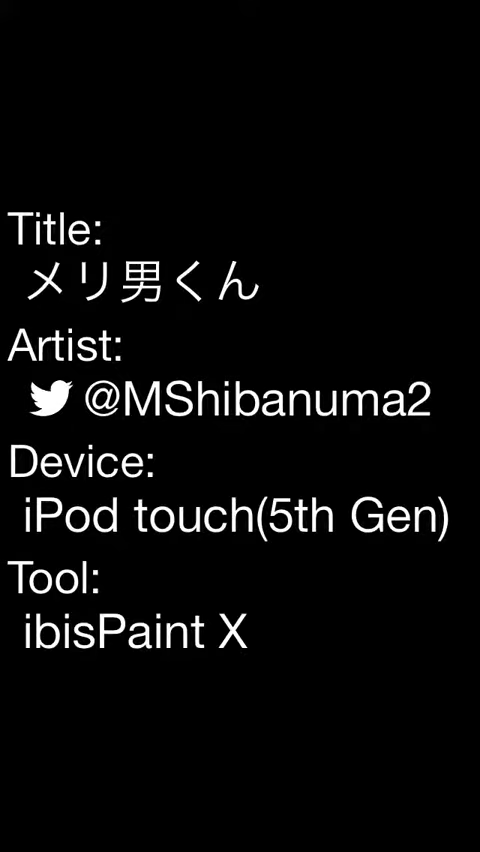 Title:
メリ男くん
Artist:
@MShibanuma2
Device:
iPod touch(5th Gen)
Tool:
ibisPaint X